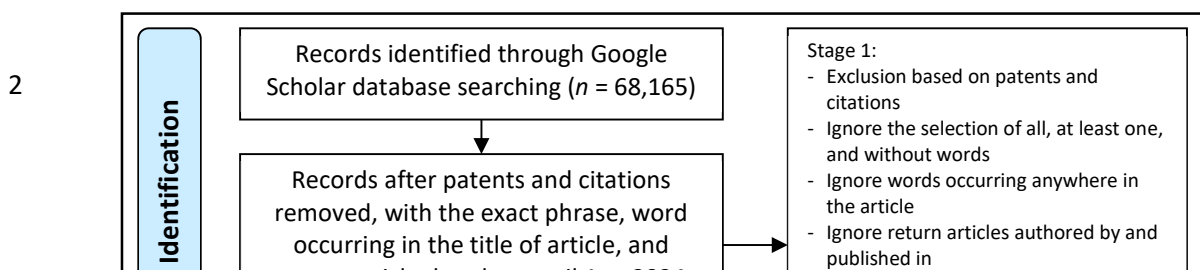 2
Identification
Records identified through Google
Scholar database searching (n = 68,165)
Records after patents and citations
removed, with the exact phrase, word
occurring in the title of article, and
Stage 1:
- Exclusion based on patents and
citations
- Ignore the selection of all, at least one,
and without words
- Ignore words occurring anywhere in
the article
- Ignore return articles authored by and
published in